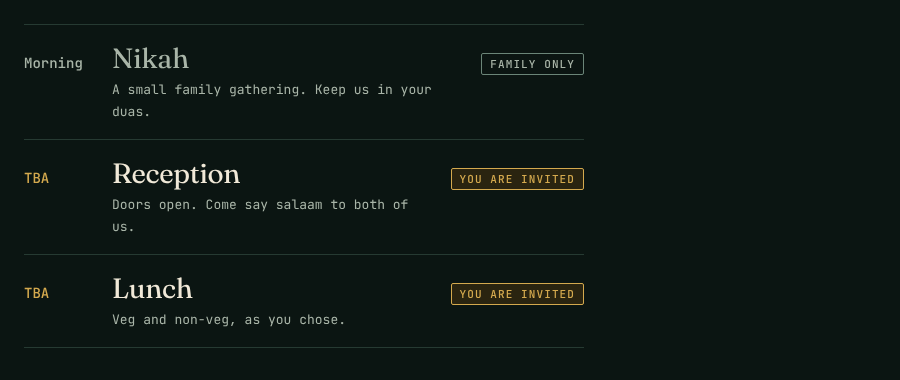 Morning Nikah FAMILY ONLY
A small family gathering. Keep us in your
duas.
TBA Reception YOU ARE INVITED
Doors open. Come say salaam to both of
us.
TBA Lunch YOU ARE INVITED
Veg and non-veg, as you chose.